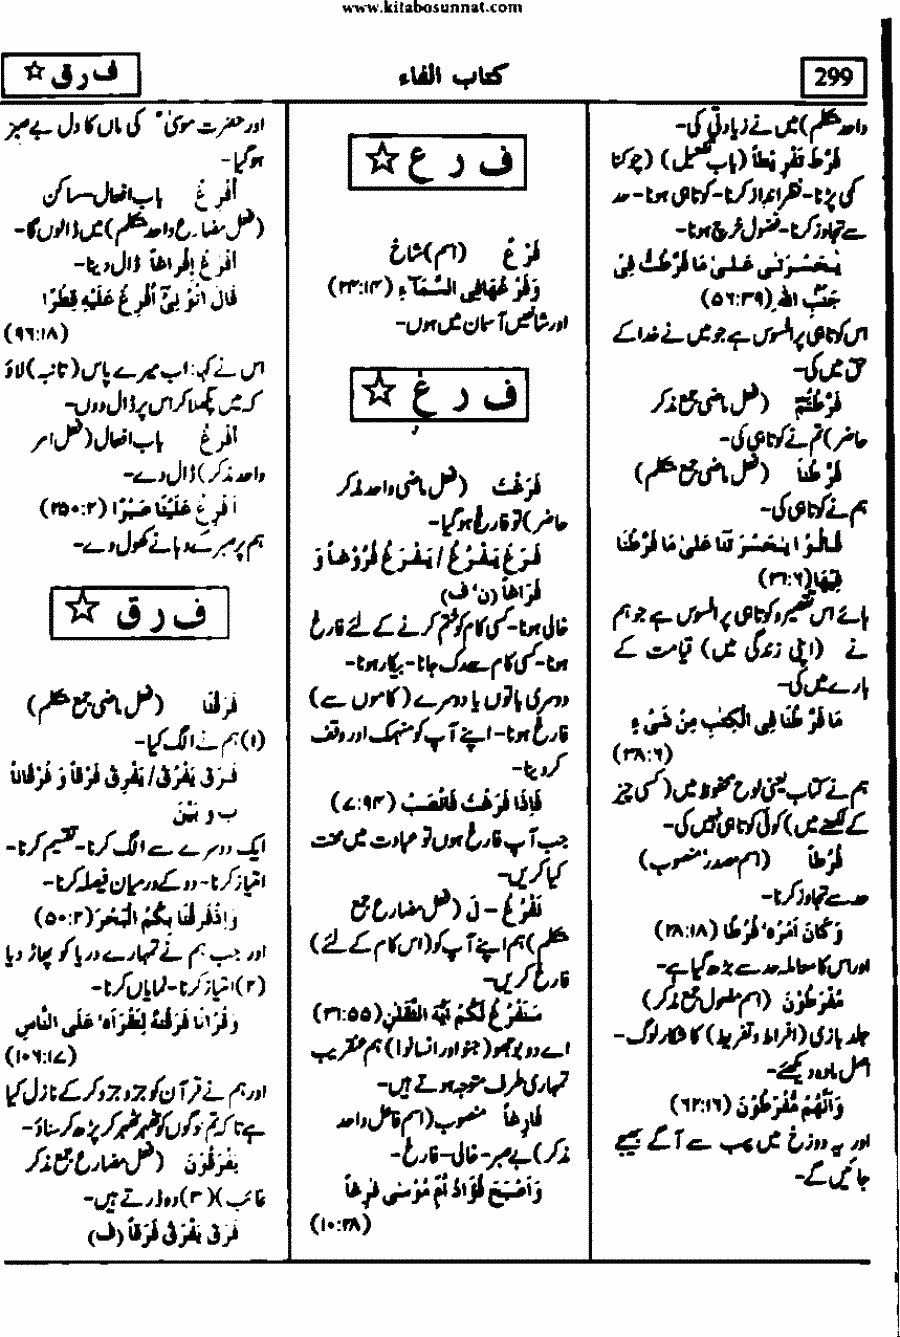 www.kitabosunnat.com
299
كتاب الفاء
ف ر ق ☆
واحد متکلم) میں نے زیادتی کی۔
فَرَّطَ تَفْرِيْطاً (باب تفعیل) (چوکنا
کی پڑنا۔ نظر انداز کرنا۔ کوتاہی ہونا۔ حد
سے تجاوز کرنا۔ فضول خرچ ہونا۔
يٰحَسْرَتٰى عَلٰى مَا فَرَّطْتُ فِىْ
جَنْبِ اللهِ (۵۶:۳۹)
اس کوتاہی پر افسوس ہے جو میں نے خدا کے
حق میں کی۔
فَرَّطْتُمْ (فعل ماضی جمع مذکر
حاضر) تم نے کوتاہی کی۔
فَرَّطْنَا (فعل ماضی جمع متکلم)
ہم نے کوتاہی کی۔
قَالُوْا يٰحَسْرَتَنَا عَلىٰ مَا فَرَّطْنَا
فِيْهَا (۳۱:۶)
ہائے اس تقصیر و کوتاہی پر افسوس ہے جو ہم
نے (اپنی زندگی میں) قیامت کے
بارے میں کی۔
مَا فَرَّطْنَا فِى الْكِتٰبِ مِنْ شَىْءٍ
(۳۸:۶)
ہم نے کتاب یعنی لوح محفوظ میں (کسی چیز
کے لکھنے میں) کوئی کوتاہی نہیں کی۔
فُرُطاً (اسم مصدر' منصوب)
حد سے تجاوز کرنا۔
وَكَانَ اَمْرُهٗ فُرُطًا (۲۸:۱۸)
اور اس کا معاملہ حد سے بڑھ گیا ہے۔
مُفْرَطُوْنَ (اسم مفعول جمع مذکر)
جلد بازی (افراط و تفریط) کا شکار لوگ۔
اصل مادہ دیکھئے۔
وَاَنَّهُمْ مُّفْرَطُوْنَ (۶۲:۱۶)
اور یہ دوزخ میں سب سے آگے بھیجے
جائیں گے۔
ف ر ع ☆
فَرْعٌ (اسم) شاخ
وَفَرْعُهَا فِى السَّمَآءِ (۲۴:۱۴)
اور شاخیں آسمان میں ہوں۔
ف ر غ ☆
فَرَغْتَ (فعل ماضی واحد مذکر
حاضر) تو فارغ ہو گیا۔
فَرَغَ يَفْرُغُ / يَفْرَغُ فُرُوْغاً وَ
فَرَاغاً (ن' ف)
خالی ہونا۔ کسی کام کو ختم کرنے کے لئے فارغ
ہونا۔ کسی کام سے رک جانا۔ بیکار ہونا۔
دوسری باتوں یا دوسرے (کاموں سے)
فارغ ہونا۔ اپنے آپ کو منہمک اور وقف
کر دینا۔
فَاِذَا فَرَغْتَ فَانْصَبْ (۷:۹۴)
جب آپ فارغ ہوں تو عبادت میں محنت
کیا کریں۔
نَفْرُغُ - لَ (فعل مضارع جمع
متکلم) ہم اپنے آپ کو (اس کام کے لئے)
فارغ کریں۔
سَنَفْرُغُ لَكُمْ اَيُّهَ الثَّقَلٰنِ (۳۱:۵۵)
اے دو بوجھو (جنو اور انسانوں) ہم عنقریب
تمہاری طرف متوجہ ہوتے ہیں۔
فَارِغاً منصوب (اسم فاعل واحد
مذکر) بے صبر۔ خالی۔ فارغ۔
وَاَصْبَحَ فُؤَادُ اُمِّ مُوْسٰى فٰرِغاً
(۱۰:۲۸)
اور حضرت موسیٰؑ کی ماں کا دل بے صبر
ہو گیا۔
اُفْرِغْ باب افعال۔ ساکن
(فعل مضارع واحد متکلم) میں ڈالوں گا۔
اَفْرَغَ اِفْرَاغاً ڈال دینا۔
قَالَ اٰتُوْنِىْٓ اُفْرِغْ عَلَيْهِ قِطْرًا
(۹۶:۱۸)
اس نے کہا: اب میرے پاس (تانبہ) لاؤ
کہ میں پگھلا کر اس پر ڈال دوں۔
اَفْرِغْ باب افعال (فعل امر
واحد مذکر) ڈال دے۔
اَفْرِغْ عَلَيْنَا صَبْرًا (۲۵۰:۲)
ہم پر صبر کے دہانے کھول دے۔
ف ر ق ☆
فَرَقْنَا (فعل ماضی جمع متکلم)
(۱) ہم نے الگ کیا۔
فَرَقَ يَفْرُقُ / يَفْرِقُ فَرْقاً وَ فُرْقَاناً
ب و بَيْنَ
ایک دوسرے سے الگ کرنا۔ تقسیم کرنا۔
امتیاز کرنا۔ دو کے درمیان فیصلہ کرنا۔
وَاِذْ فَرَقْنَا بِكُمُ الْبَحْرَ (۵۰:۲)
اور جب ہم نے تمہارے دریا کو پھاڑ دیا
(۲) امتیاز کرنا۔ نمایاں کرنا۔
وَقُرْاٰنًا فَرَقْنٰهُ لِتَقْرَاَهٗ عَلَى النَّاسِ
(۱۰۶:۱۷)
اور ہم نے قرآن کو جزو جزو کر کے نازل کیا
ہے تاکہ تم لوگوں کو ٹھہر ٹھہر کر پڑھ کر سناؤ۔
يَفْرَقُوْنَ (فعل مضارع جمع مذکر
غائب) (۳) وہ ڈرتے ہیں۔
فَرِقَ يَفْرَقُ فَرَقاً (ف)